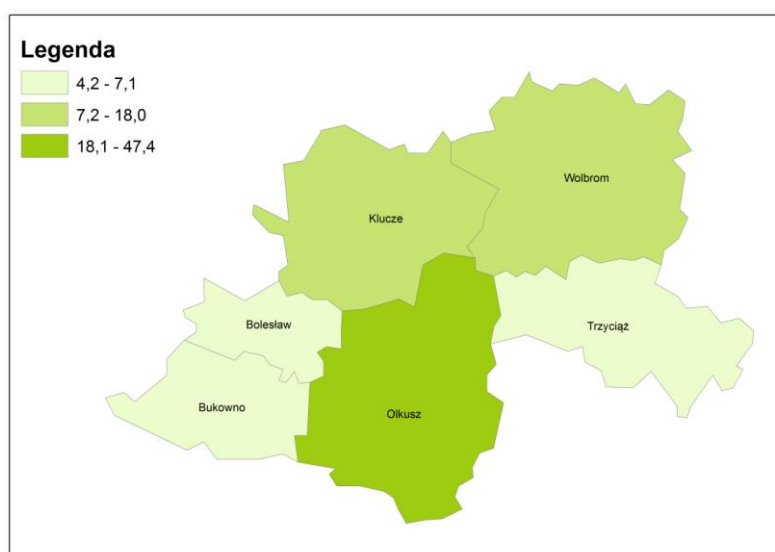 Legenda
4,2 - 7,1
7,2 - 18,0
18,1 - 47,4
Wolbrom
Klucze
Bolesław
Trzyciąż
Bukowno
Olkusz